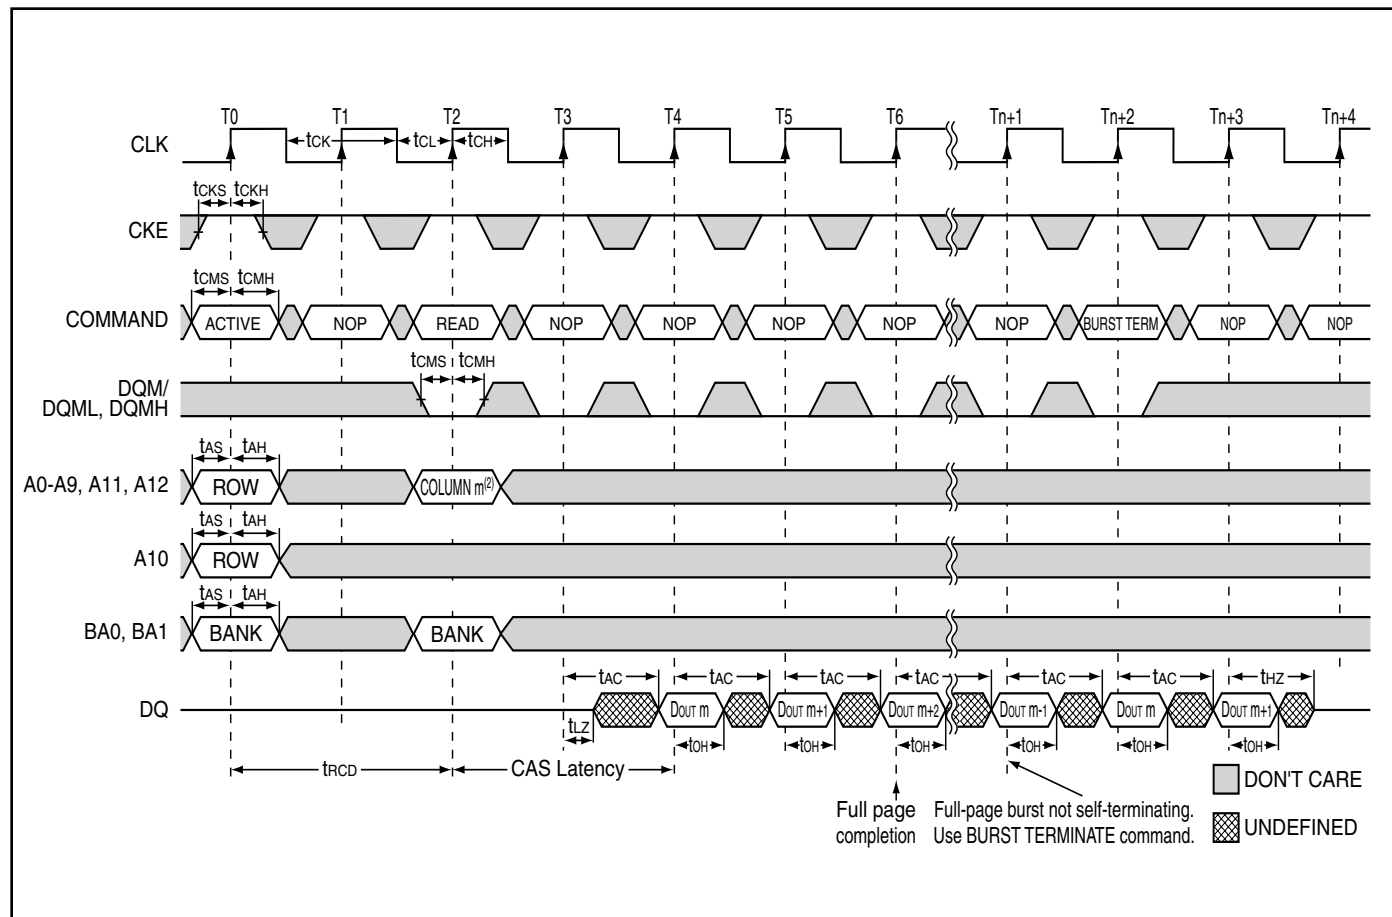 T0 T1 T2 T3 T4 T5 T6 Tn+1 Tn+2 Tn+3 Tn+4
CLK
tCK tCL tCH
tCKS tCKH
CKE
tCMS tCMH
COMMAND ACTIVE NOP READ NOP NOP NOP NOP NOP BURST TERM NOP NOP
tCMS tCMH
DQM/
DQML, DQMH
tAS tAH
A0-A9, A11, A12 ROW COLUMN m(2)
tAS tAH
A10 ROW
tAS tAH
BA0, BA1 BANK BANK
tAC tAC tAC tAC tAC tAC tHZ
DQ DOUT m DOUT m+1 DOUT m+2 DOUT m-1 DOUT m DOUT m+1
tLZ tOH tOH tOH tOH tOH tOH
tRCD CAS Latency
DON'T CARE
Full page
completion
Full-page burst not self-terminating.
Use BURST TERMINATE command.
UNDEFINED